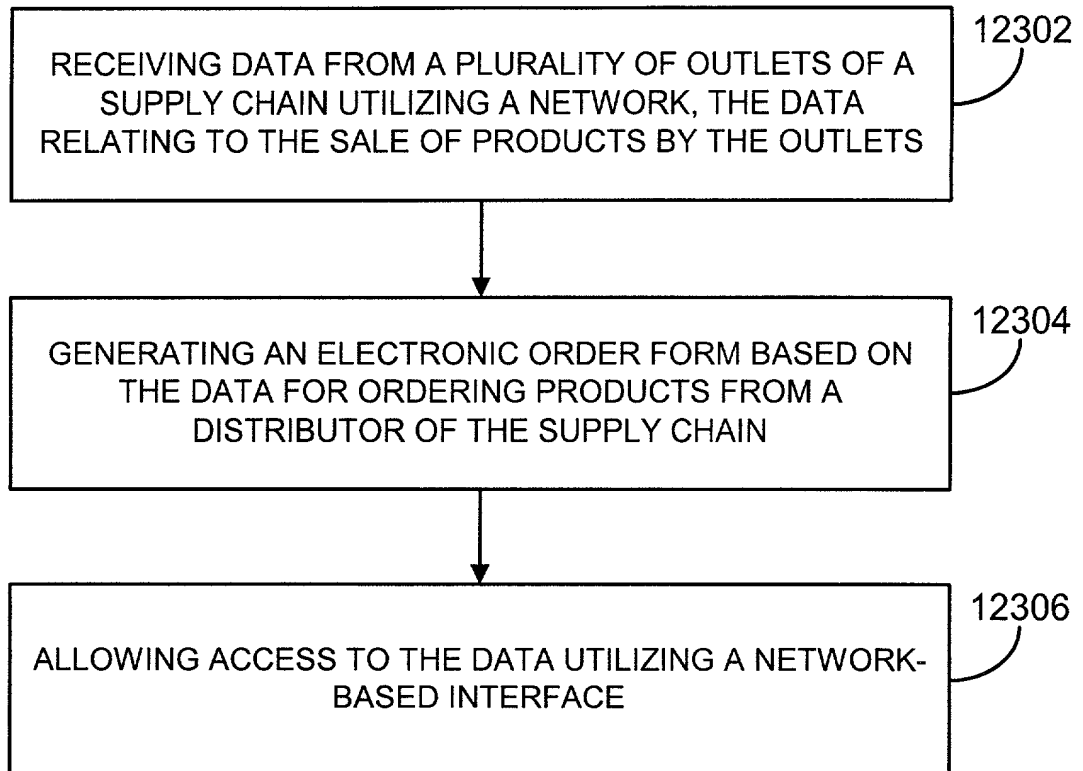 12302
RECEIVING DATA FROM A PLURALITY OF OUTLETS OF A
SUPPLY CHAIN UTILIZING A NETWORK, THE DATA
RELATING TO THE SALE OF PRODUCTS BY THE OUTLETS
12304
GENERATING AN ELECTRONIC ORDER FORM BASED ON
THE DATA FOR ORDERING PRODUCTS FROM A
DISTRIBUTOR OF THE SUPPLY CHAIN
12306
ALLOWING ACCESS TO THE DATA UTILIZING A NETWORK-
BASED INTERFACE